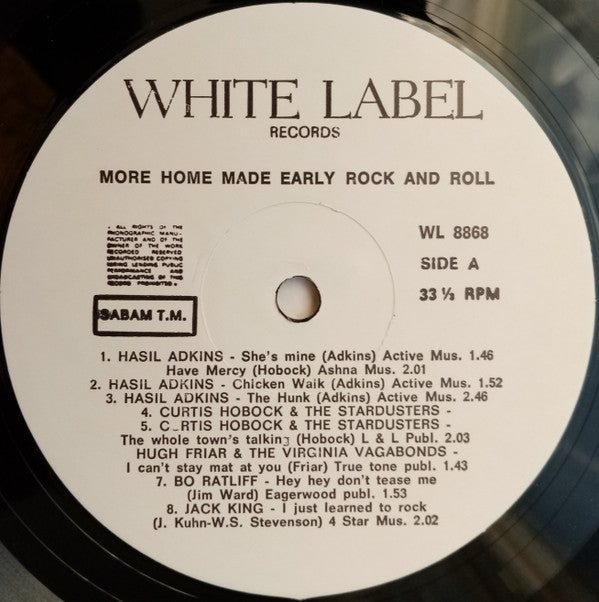 WHITE LABEL
RECORDS
MORE HOME MADE EARLY ROCK AND ROLL
• ALL RIGHTS OF THE
PHONOGRAPHIC MANU-
FACTURER AND OF THE
OWNER OF THE WORK
RECORDED RESERVED
UNAUTHORISED COPYING
HIRING LENDING PUBLIC
PERFORMANCE AND
BROADCASTING OF THIS
RECORD PROHIBITED •
SABAM T.M.
WL 8868
SIDE A
33 ⅓ RPM
1. HASIL ADKINS - She's mine (Adkins) Active Mus. 1.46
Have Mercy (Hobock) Ashna Mus. 2.01
2. HASIL ADKINS - Chicken Waik (Adkins) Active Mus. 1.52
3. HASIL ADKINS - The Hunk (Adkins) Active Mus. 2.46
4. CURTIS HOBOCK & THE STARDUSTERS -
5. C_RTIS HOBOCK & THE STARDUSTERS -
The whole town's talking (Hobock) L & L Publ. 2.03
HUGH FRIAR & THE VIRGINIA VAGABONDS -
I can't stay mat at you (Friar) True tone publ. 1.43
7. BO RATLIFF - Hey hey don't tease me
(Jim Ward) Eagerwood publ. 1.53
8. JACK KING - I just learned to rock
(J. Kuhn-W.S. Stevenson) 4 Star Mus. 2.02